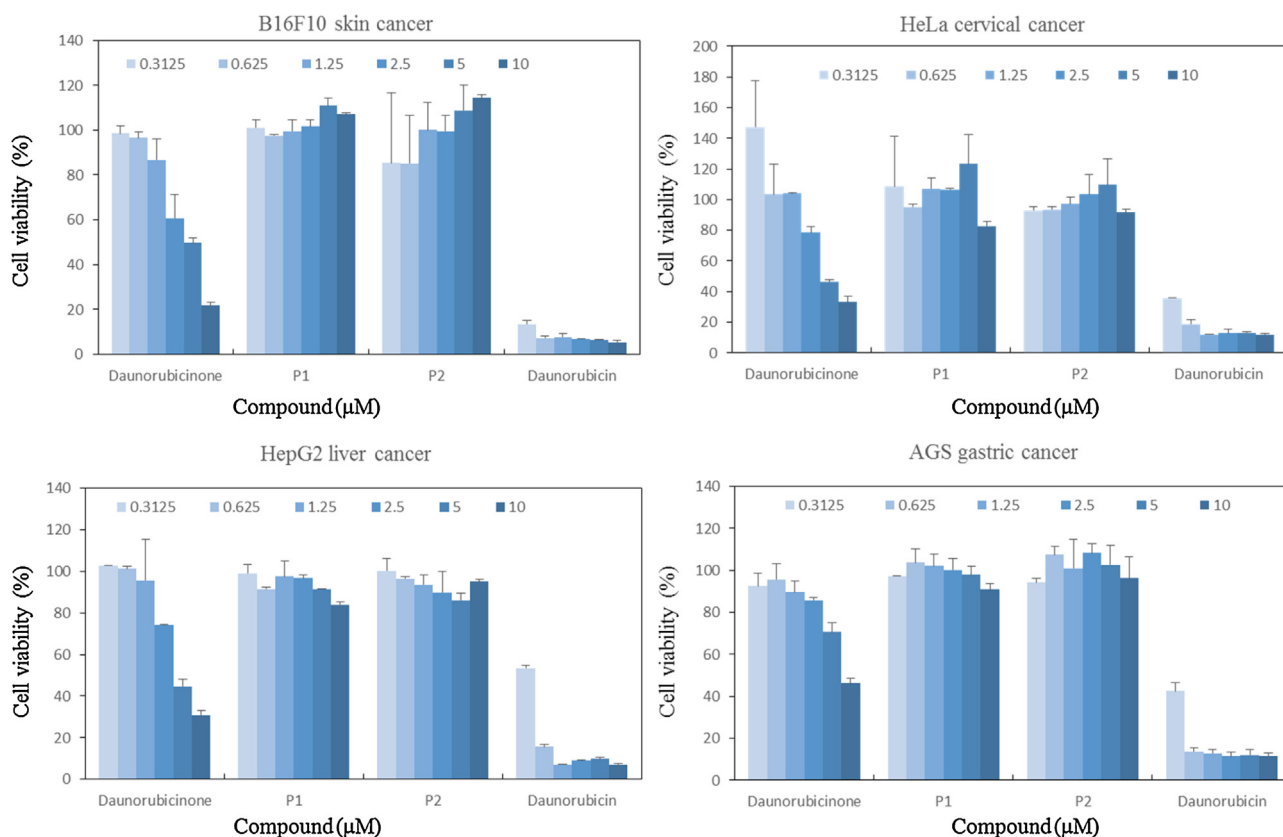 B16F10 skin cancer
140
120
100
80
60
40
20
0
Cell viability (%)
0.3125 0.625 1.25 2.5 5 10
Daunorubicinone P1 P2 Daunorubicin
Compound (μM)
HeLa cervical cancer
200
180
160
140
120
100
80
60
40
20
0
Cell viability (%)
0.3125 0.625 1.25 2.5 5 10
Daunorubicinone P1 P2 Daunorubicin
Compound (μM)
HepG2 liver cancer
140
120
100
80
60
40
20
0
Cell viability (%)
0.3125 0.625 1.25 2.5 5 10
Daunorubicinone P1 P2 Daunorubicin
Compound (μM)
AGS gastric cancer
140
120
100
80
60
40
20
0
Cell viability (%)
0.3125 0.625 1.25 2.5 5 10
Daunorubicinone P1 P2 Daunorubicin
Compound (μM)